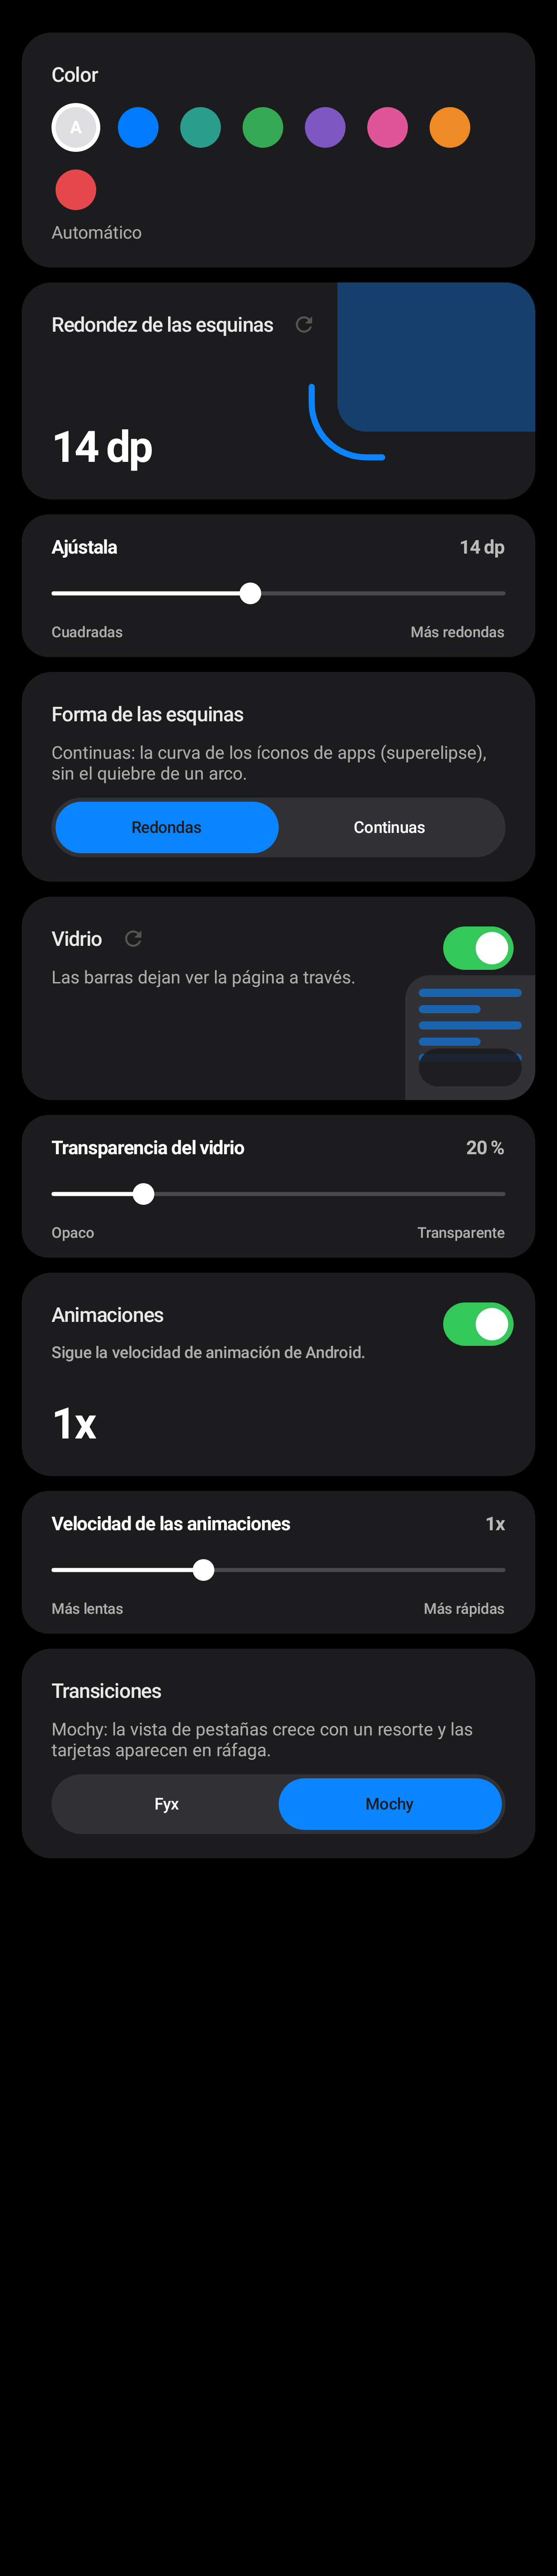 Color
A
Automático
Redondez de las esquinas
14 dp
Ajústala
14 dp
Cuadradas
Más redondas
Forma de las esquinas
Continuas: la curva de los íconos de apps (superelipse),
sin el quiebre de un arco.
Redondas
Continuas
Vidrio
Las barras dejan ver la página a través.
Transparencia del vidrio
20 %
Opaco
Transparente
Animaciones
Sigue la velocidad de animación de Android.
1x
Velocidad de las animaciones
1x
Más lentas
Más rápidas
Transiciones
Mochy: la vista de pestañas crece con un resorte y las
tarjetas aparecen en ráfaga.
Fyx
Mochy